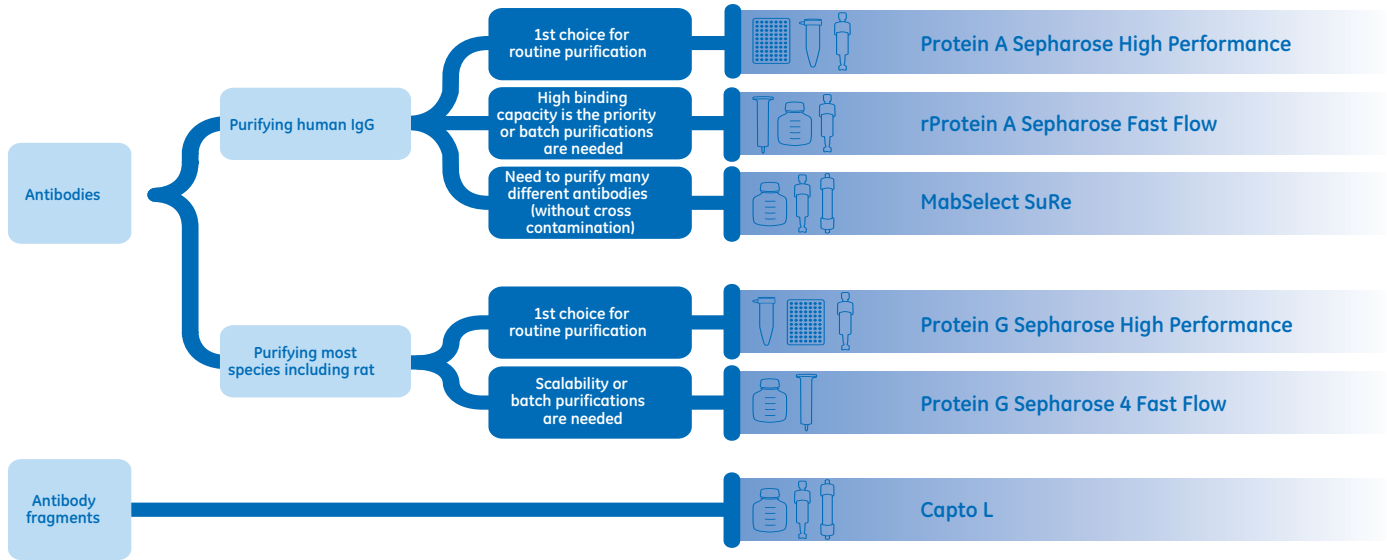 Antibodies
Purifying human IgG
1st choice for
routine purification
Protein A Sepharose High Performance
High binding
capacity is the priority
or batch purifications
are needed
rProtein A Sepharose Fast Flow
Need to purify many
different antibodies
(without cross
contamination)
MabSelect SuRe
Purifying most
species including rat
1st choice for
routine purification
Protein G Sepharose High Performance
Scalability or
batch purifications
are needed
Protein G Sepharose 4 Fast Flow
Antibody
fragments
Capto L